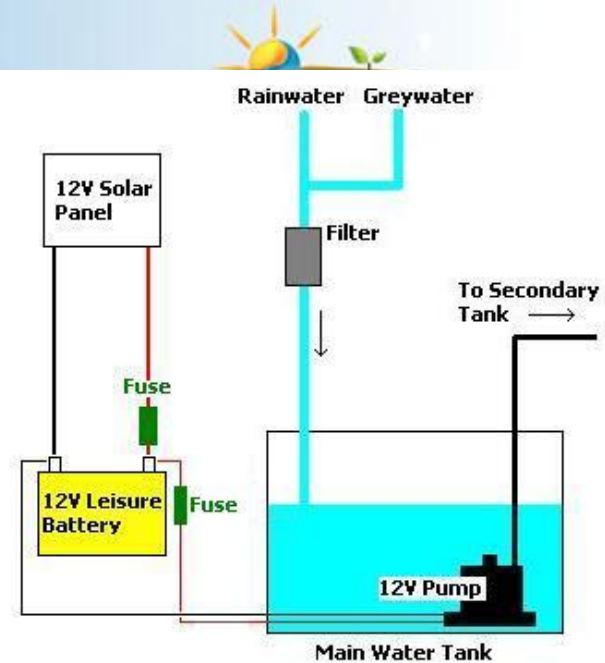 Rainwater Greywater
12V Solar
Panel
Filter
To Secondary
Tank
Fuse
12V Leisure
Battery
Fuse
12V Pump
Main Water Tank